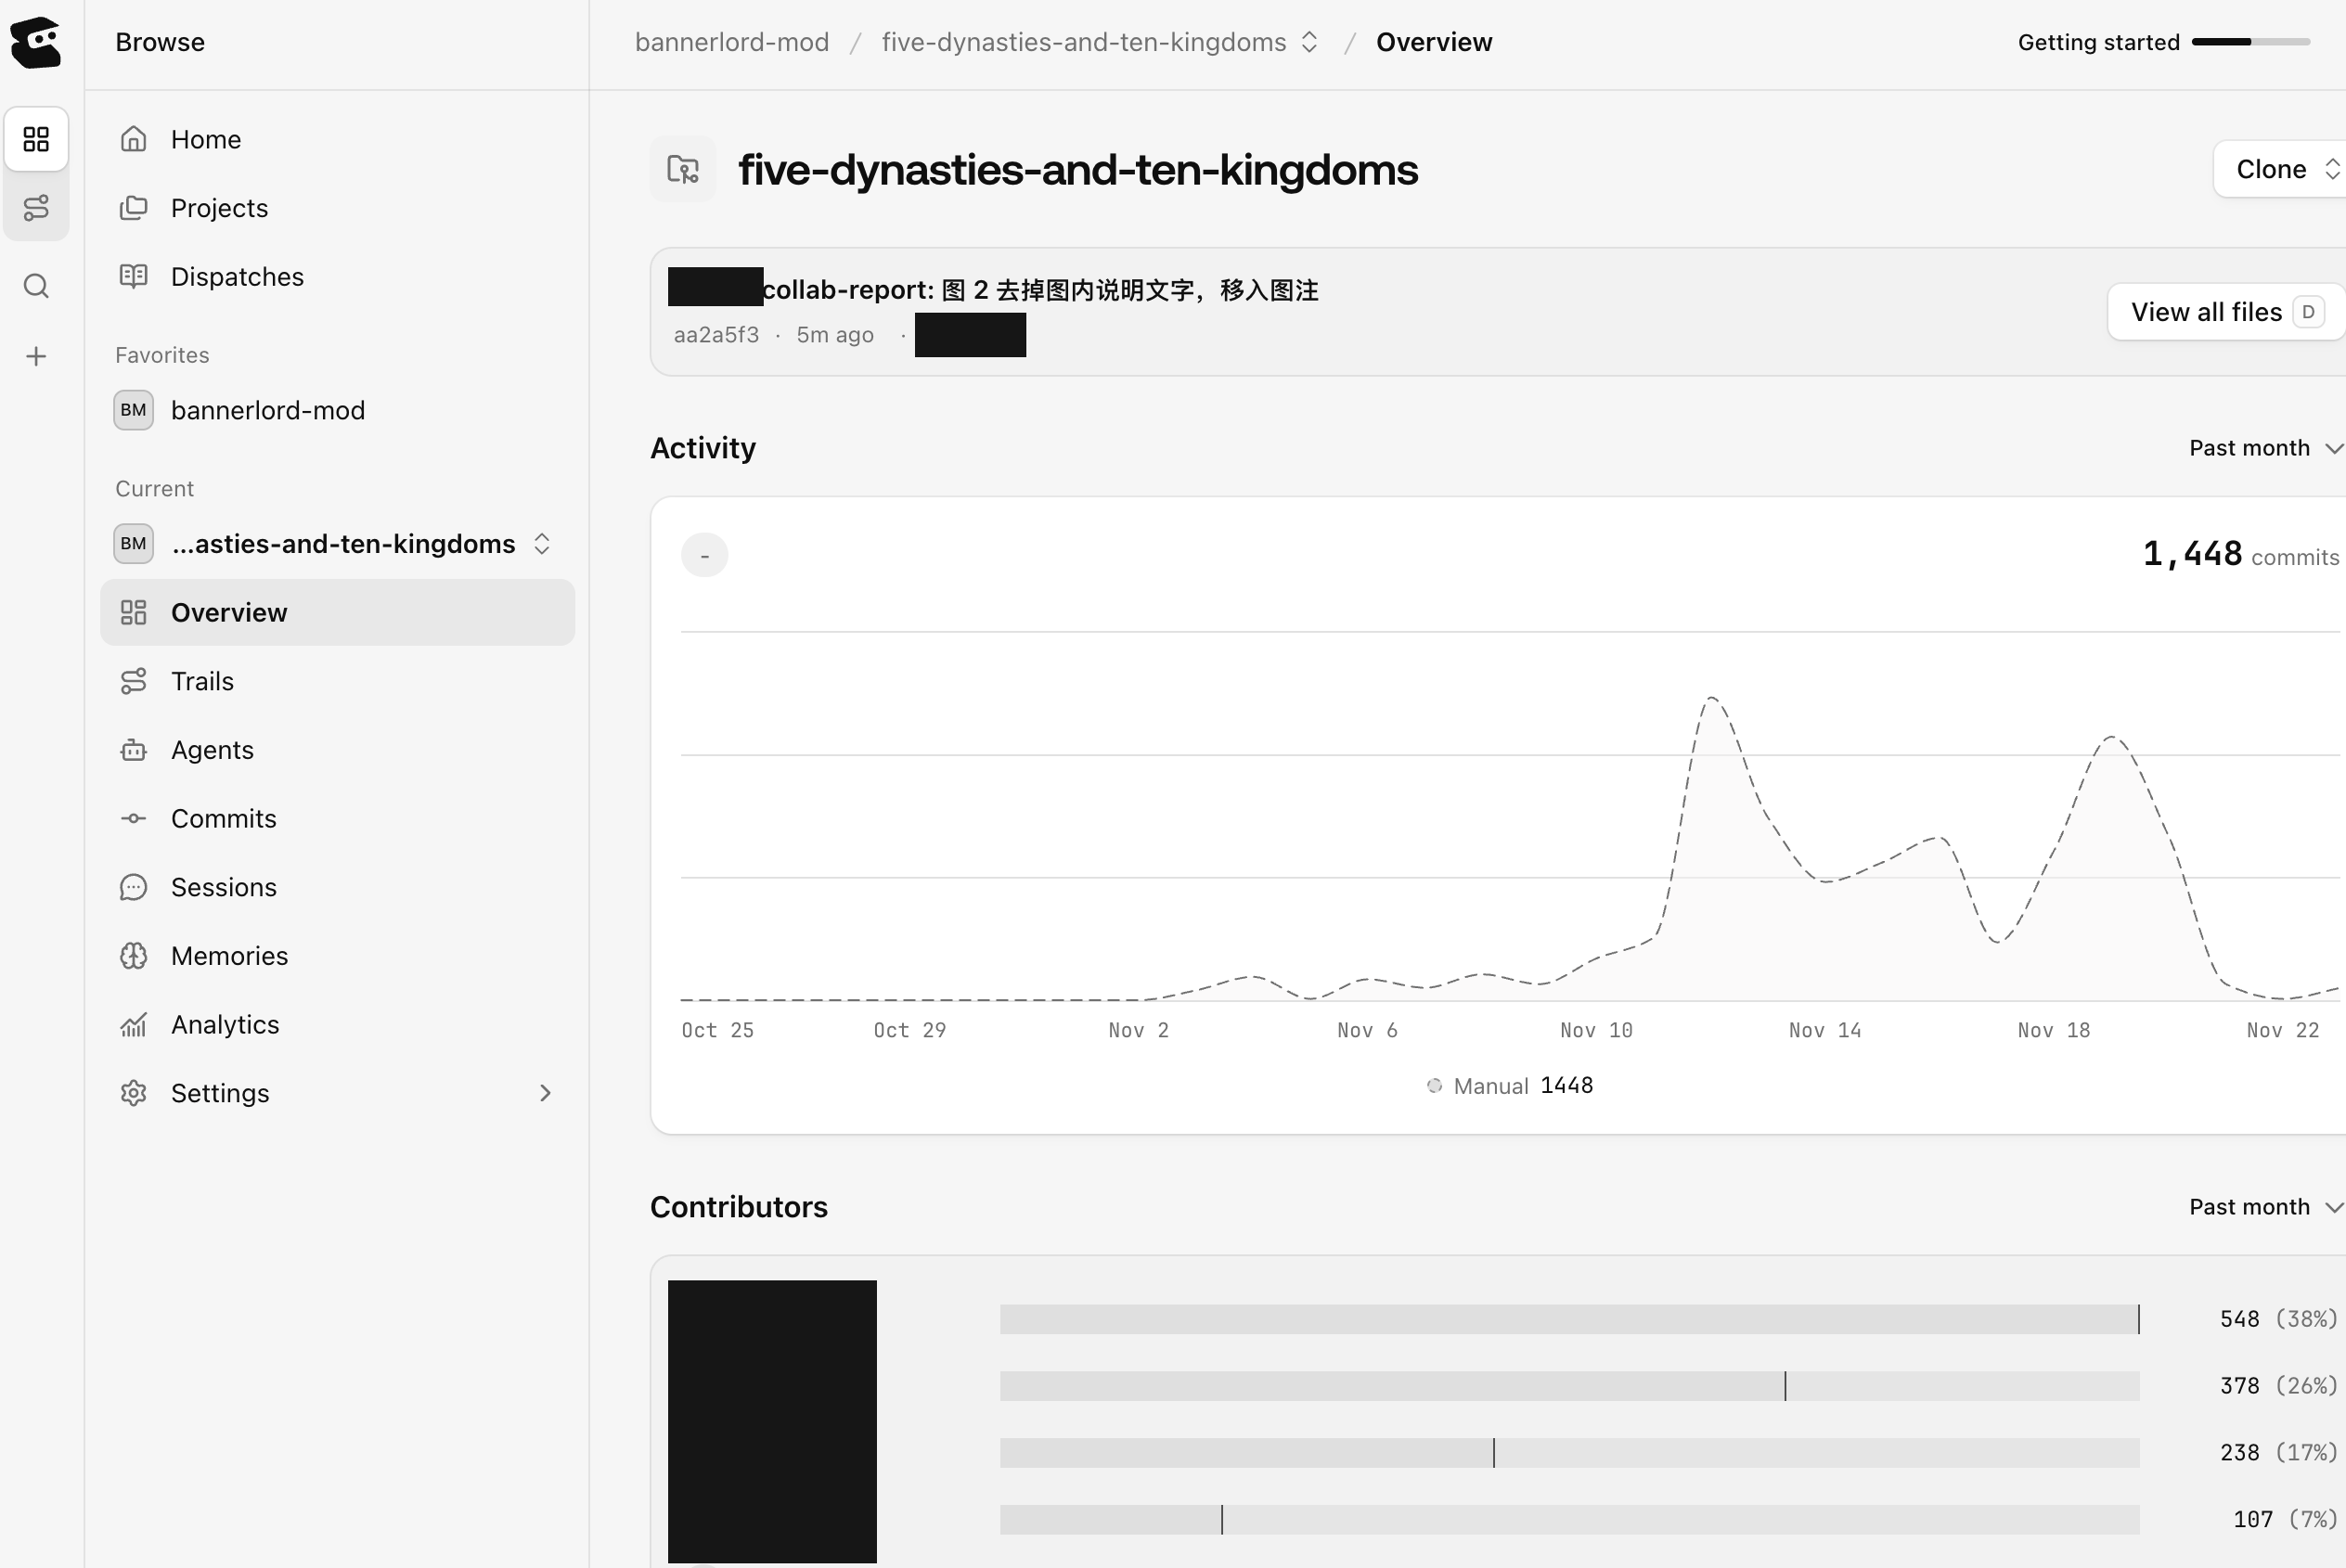 Browse
bannerlord-mod / five-dynasties-and-ten-kingdoms / Overview
Getting started
Home
Projects
Dispatches
Favorites
BM bannerlord-mod
Current
BM ...asties-and-ten-kingdoms
Overview
Trails
Agents
Commits
Sessions
Memories
Analytics
Settings
five-dynasties-and-ten-kingdoms
Clone
collab-report: 图 2 去掉图内说明文字，移入图注
aa2a5f3 · 5m ago ·
View all files D
Activity
Past month
-
1,448 commits
Oct 25 Oct 29 Nov 2 Nov 6 Nov 10 Nov 14 Nov 18 Nov 22
Manual 1448
Contributors
Past month
548 (38%)
378 (26%)
238 (17%)
107 (7%)